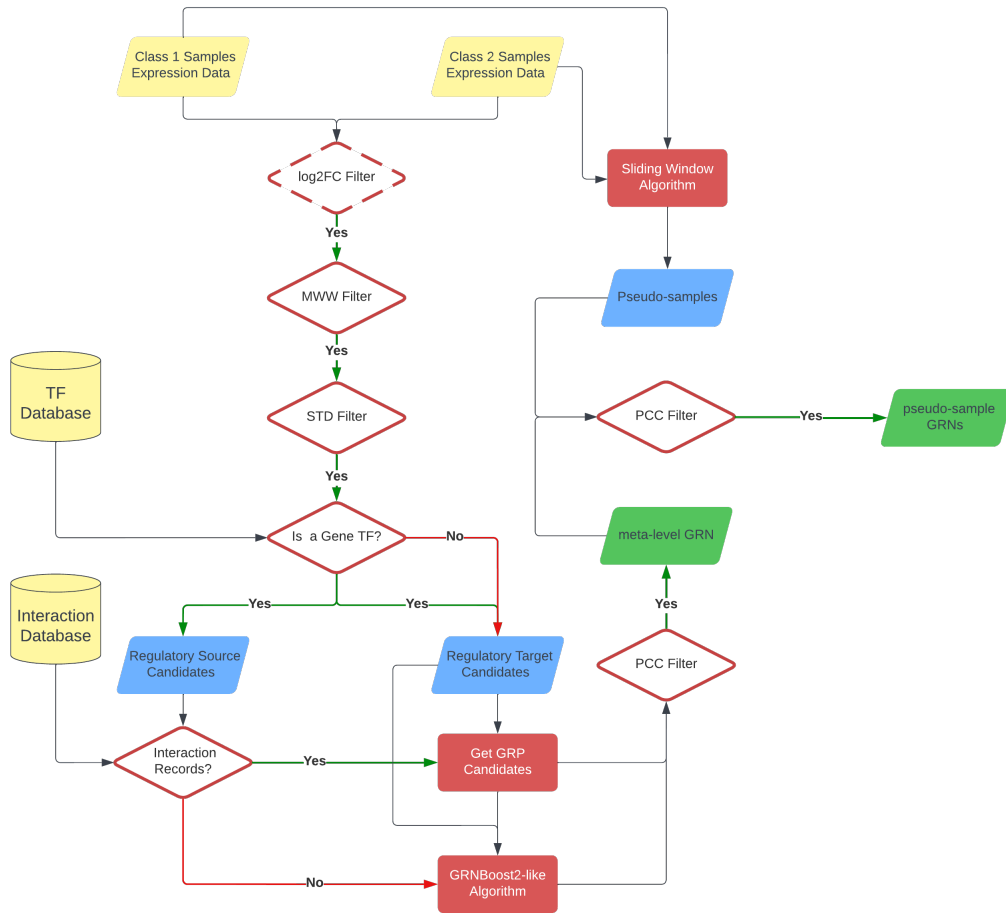 Class 1 Samples
Expression Data
Class 2 Samples
Expression Data
log2FC Filter
Sliding Window
Algorithm
Yes
MWW Filter
Pseudo-samples
Yes
TF
Database
STD Filter
PCC Filter
Yes
pseudo-sample
GRNs
Yes
Is a Gene TF?
No
meta-level GRN
Interaction
Database
Yes
Yes
Yes
Regulatory Source
Candidates
Regulatory Target
Candidates
PCC Filter
Interaction
Records?
Yes
Get GRP
Candidates
No
GRNBoost2-like
Algorithm